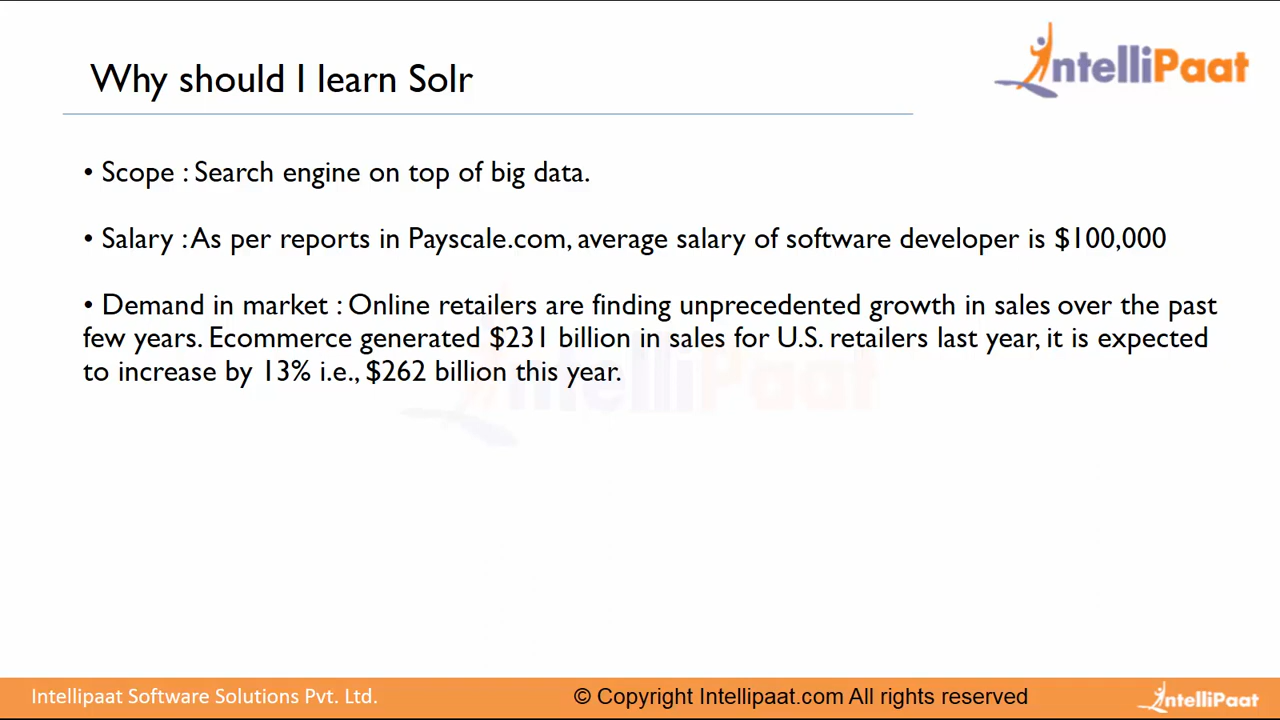 Why should I learn Solr
IntelliPaat
• Scope : Search engine on top of big data.
• Salary : As per reports in Payscale.com, average salary of software developer is $100,000
• Demand in market : Online retailers are finding unprecedented growth in sales over the past
few years. Ecommerce generated $231 billion in sales for U.S. retailers last year, it is expected
to increase by 13% i.e., $262 billion this year.
IntelliPaat
Intellipaat Software Solutions Pvt. Ltd.
© Copyright Intellipaat.com All rights reserved
IntelliPaat